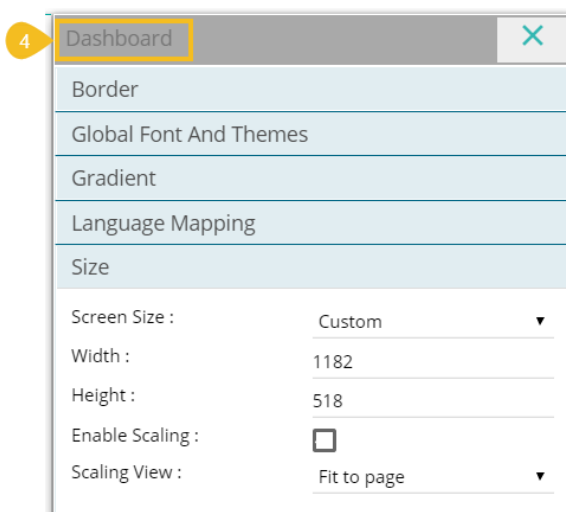 4
Dashboard
Border
Global Font And Themes
Gradient
Language Mapping
Size
Screen Size : Custom
Width : 1182
Height : 518
Enable Scaling :
Scaling View : Fit to page